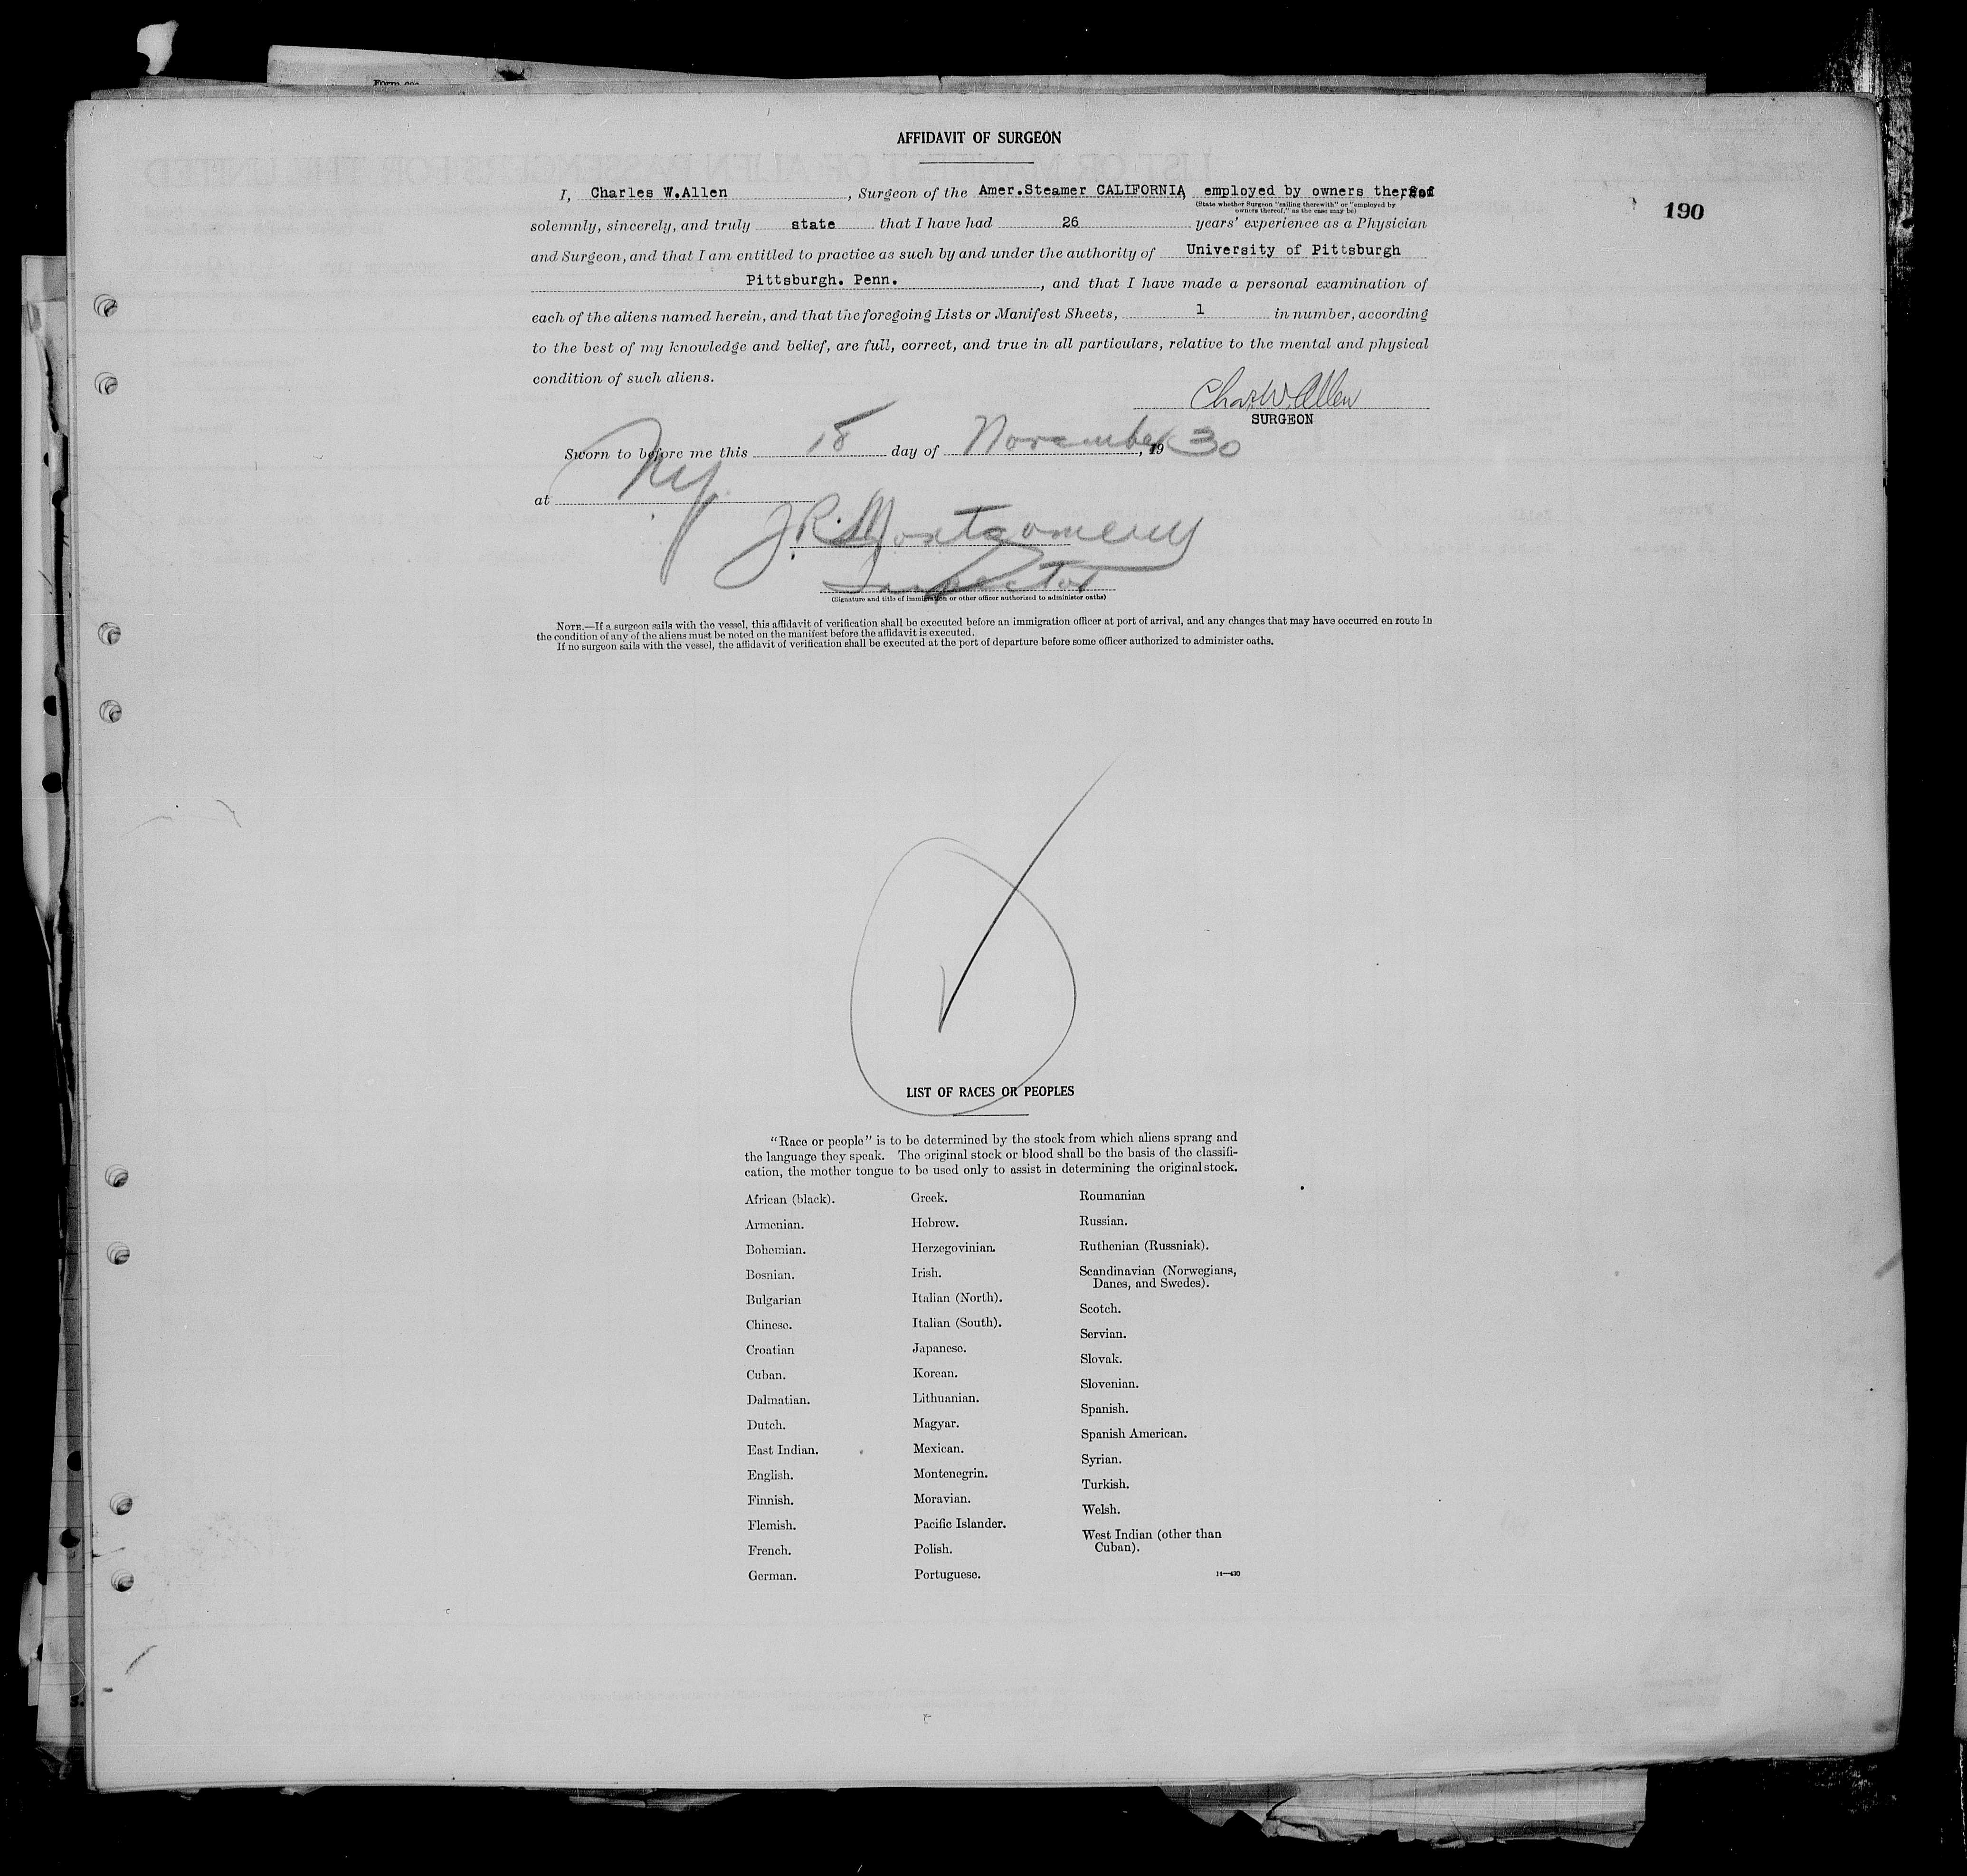 AFFIDAVIT OF SURGEON
190
I, Charles W.Allen, Surgeon of the Amer.Steamer CALIFORNIA, employed by owners thereof
(State whether Surgeon "sailing therewith" or "employed by
owners thereof," as the case may be)
solemnly, sincerely, and truly state that I have had 26 years' experience as a Physician
and Surgeon, and that I am entitled to practice as such by and under the authority of University of Pittsburgh
Pittsburgh. Penn., and that I have made a personal examination of
each of the aliens named herein, and that the foregoing Lists or Manifest Sheets, 1 in number, according
to the best of my knowledge and belief, are full, correct, and true in all particulars, relative to the mental and physical
condition of such aliens.
Chas. W. Allen
SURGEON
Sworn to before me this 18 day of November, 1930
at NY
J R Montgomery
Inspector
(Signature and title of immigration or other officer authorized to administer oaths)
NOTE.—If a surgeon sails with the vessel, this affidavit of verification shall be executed before an immigration officer at port of arrival, and any changes that may have occurred en route in
the condition of any of the aliens must be noted on the manifest before the affidavit is executed.
If no surgeon sails with the vessel, the affidavit of verification shall be executed at the port of departure before some officer authorized to administer oaths.
LIST OF RACES OR PEOPLES
"Race or people" is to be determined by the stock from which aliens sprang and
the language they speak. The original stock or blood shall be the basis of the classifi-
cation, the mother tongue to be used only to assist in determining the original stock.
African (black).
Armenian.
Bohemian.
Bosnian.
Bulgarian
Chinese.
Croatian
Cuban.
Dalmatian.
Dutch.
East Indian.
English.
Finnish.
Flemish.
French.
German.
Greek.
Hebrew.
Herzegovinian.
Irish.
Italian (North).
Italian (South).
Japanese.
Korean.
Lithuanian.
Magyar.
Mexican.
Montenegrin.
Moravian.
Pacific Islander.
Polish.
Portuguese.
Roumanian
Russian.
Ruthenian (Russniak).
Scandinavian (Norwegians,
Danes, and Swedes).
Scotch.
Servian.
Slovak.
Slovenian.
Spanish.
Spanish American.
Syrian.
Turkish.
Welsh.
West Indian (other than
Cuban).